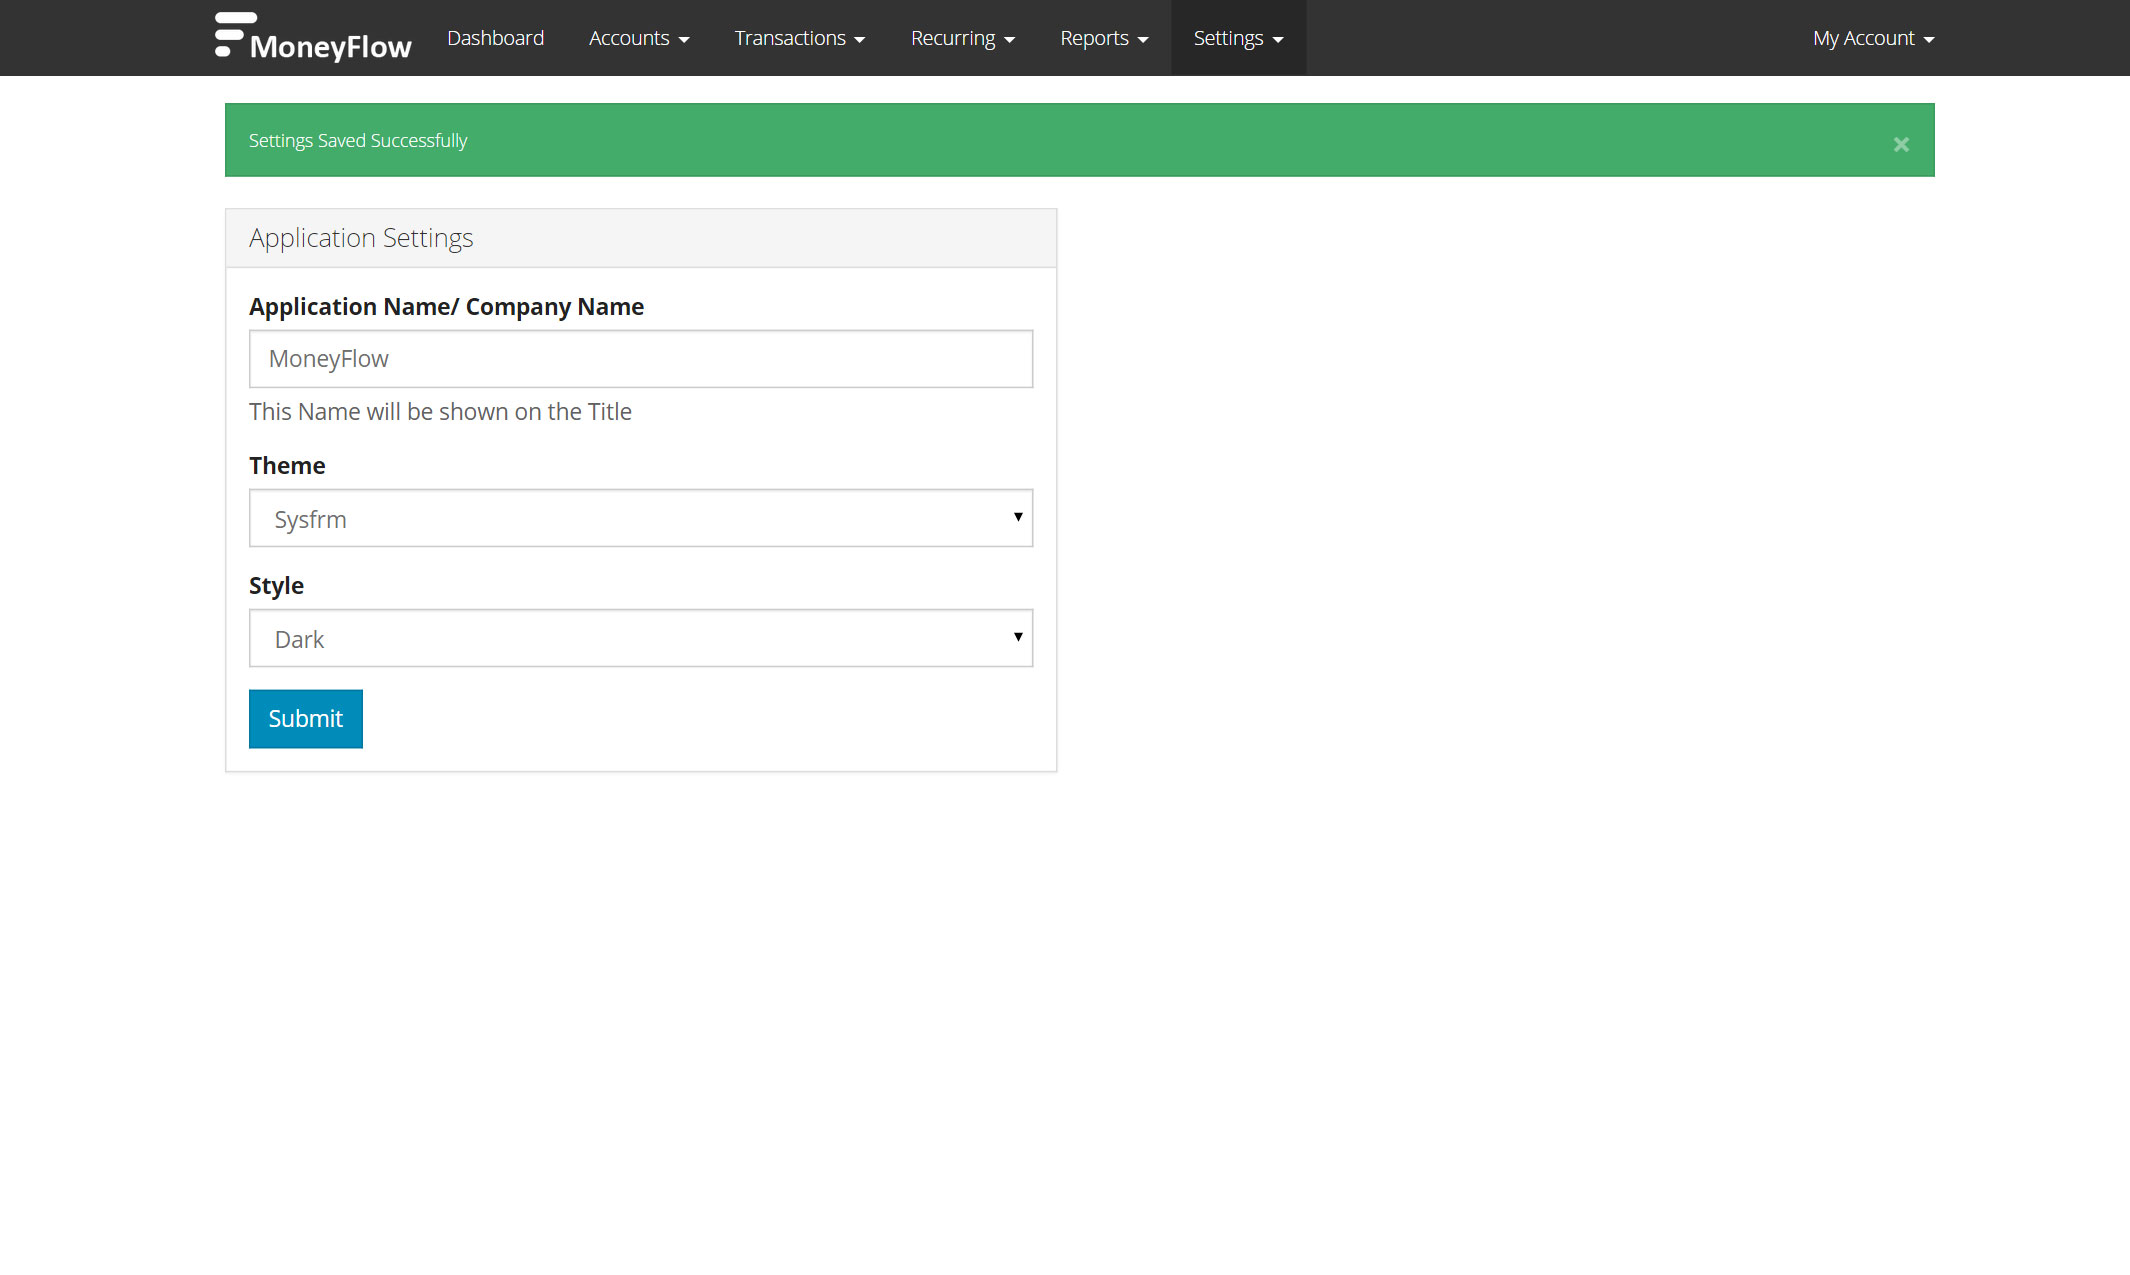 MoneyFlow Dashboard Accounts Transactions Recurring Reports Settings My Account
Settings Saved Successfully
Application Settings
Application Name/ Company Name
MoneyFlow
This Name will be shown on the Title
Theme
Sysfrm
Style
Dark
Submit